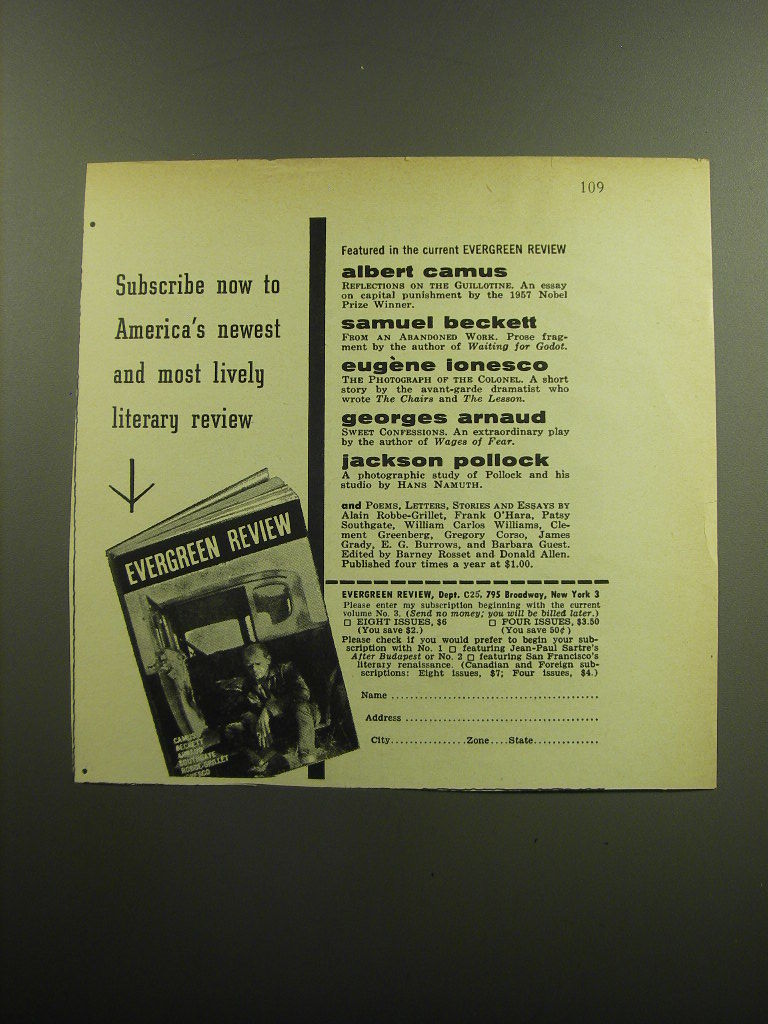 109
Subscribe now to
America's newest
and most lively
literary review
EVERGREEN REVIEW
CAMUS
BECKETT
ARNAUD
SOUTHGATE
ROBBE-GRILLET
Featured in the current EVERGREEN REVIEW
albert camus
REFLECTIONS ON THE GUILLOTINE. An essay
on capital punishment by the 1957 Nobel
Prize Winner.
samuel beckett
FROM AN ABANDONED WORK. Prose frag-
ment by the author of Waiting for Godot.
eugène ionesco
THE PHOTOGRAPH OF THE COLONEL. A short
story by the avant-garde dramatist who
wrote The Chairs and The Lesson.
georges arnaud
SWEET CONFESSIONS. An extraordinary play
by the author of Wages of Fear.
jackson pollock
A photographic study of Pollock and his
studio by HANS NAMUTH.
and POEMS, LETTERS, STORIES AND ESSAYS BY
Alain Robbe-Grillet, Frank O'Hara, Patsy
Southgate, William Carlos Williams, Cle-
ment Greenberg, Gregory Corso, James
Grady, E. G. Burrows, and Barbara Guest.
Edited by Barney Rosset and Donald Allen.
Published four times a year at $1.00.
EVERGREEN REVIEW, Dept. C25, 795 Broadway, New York 3
Please enter my subscription beginning with the current
volume No. 3. (Send no money; you will be billed later.)
□ EIGHT ISSUES, $6 □ FOUR ISSUES, $3.50
(You save $2.) (You save 50¢)
Please check if you would prefer to begin your sub-
scription with No. 1 □ featuring Jean-Paul Sartre's
After Budapest or No. 2 □ featuring San Francisco's
literary renaissance. (Canadian and Foreign sub-
scriptions: Eight issues, $7; Four issues, $4.)
Name ........................................
Address ........................................
City................Zone....State..............